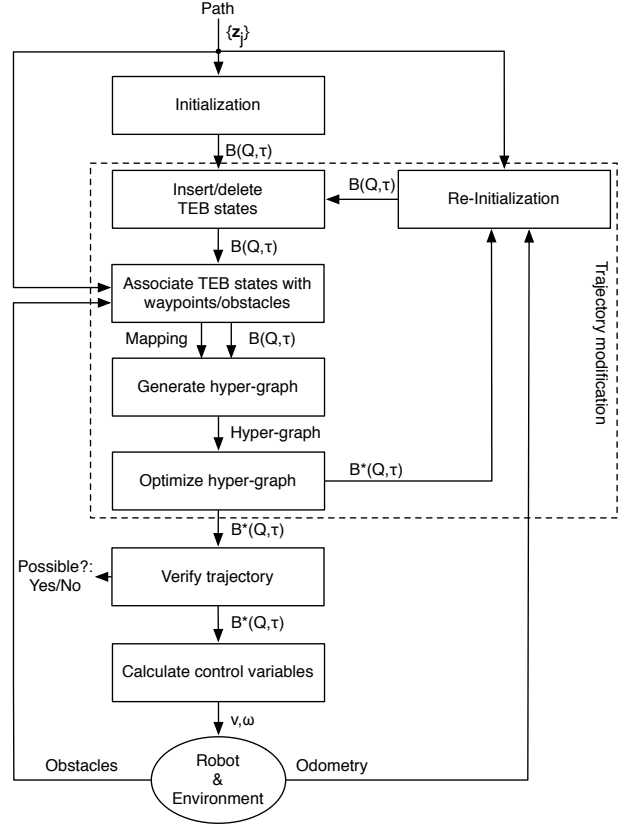 Path
{z_j}
Initialization
B(Q,τ)
Insert/delete
TEB states
B(Q,τ)
Re-Initialization
B(Q,τ)
Associate TEB states with
waypoints/obstacles
Mapping
B(Q,τ)
Trajectory modification
Generate hyper-graph
Hyper-graph
Optimize hyper-graph
B*(Q,τ)
B*(Q,τ)
Possible?:
Yes/No
Verify trajectory
B*(Q,τ)
Calculate control variables
v,ω
Obstacles
Robot
&
Environment
Odometry